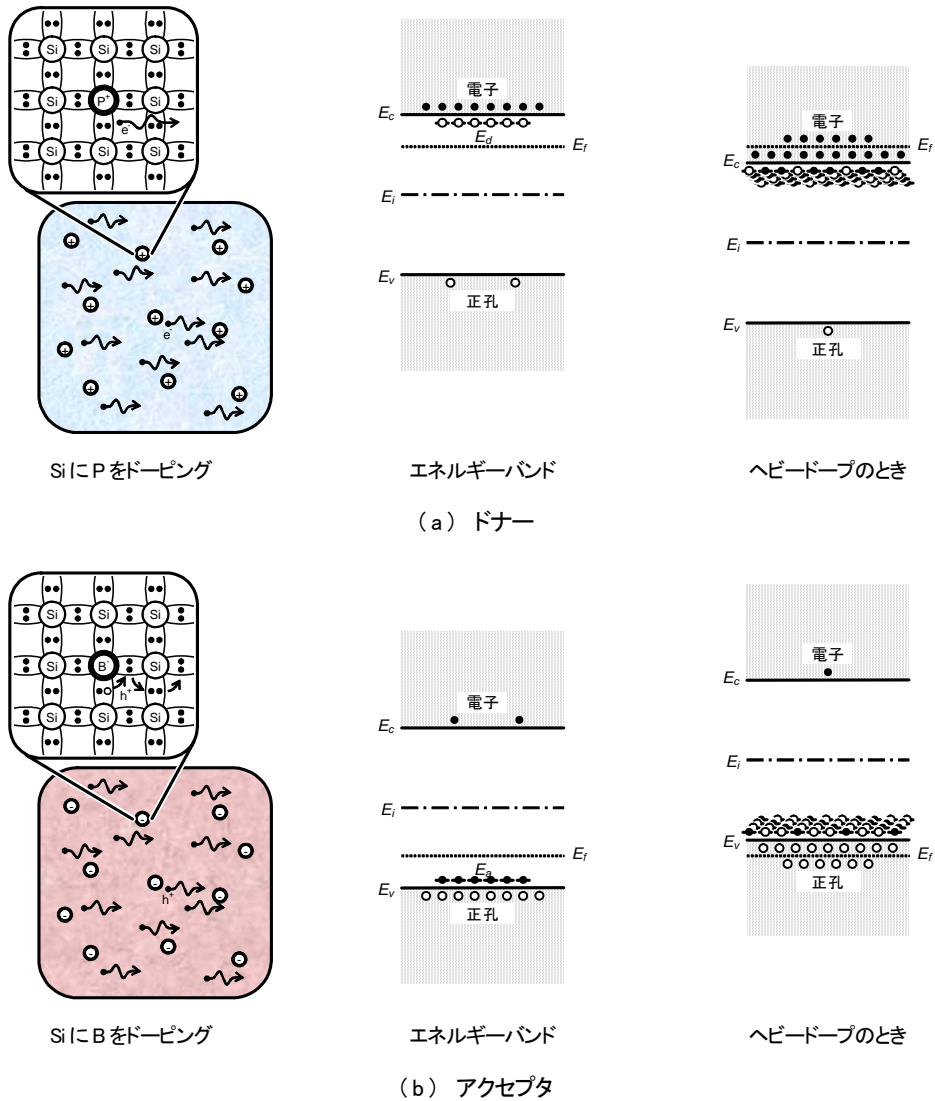 Si Si Si
Si P+ Si
e-
Si Si Si
+ + +
+ +
+ + +
e-
+
+ + +
電子
Ec
Ed
Ef
Ei
Ev
正孔
電子
Ef
Ec
Ei
Ev
正孔
SiにPをドーピング
エネルギーバンド
ヘビードープのとき
(a) ドナー
Si Si Si
Si B- Si
h+
Si Si Si
- - -
- -
- - -
h+
-
- - -
電子
Ec
Ei
Ef
Ea
Ev
正孔
電子
Ec
Ei
Ev
Ef
正孔
SiにBをドーピング
エネルギーバンド
ヘビードープのとき
(b) アクセプタ